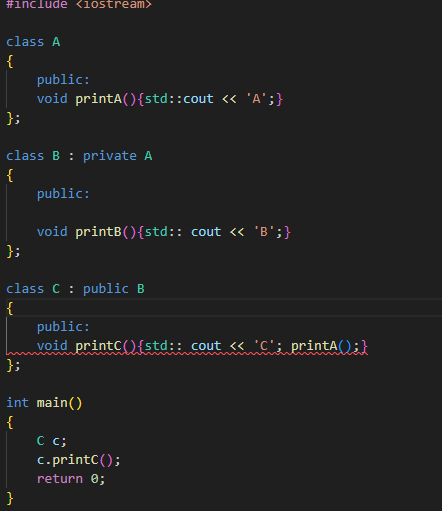 #include <iostream>
class A
{
public:
void printA(){std::cout << 'A';}
};
class B : private A
{
public:
void printB(){std:: cout << 'B';}
};
class C : public B
{
public:
void printC(){std:: cout << 'C'; printA();}
};
int main()
{
C c;
c.printC();
return 0;
}